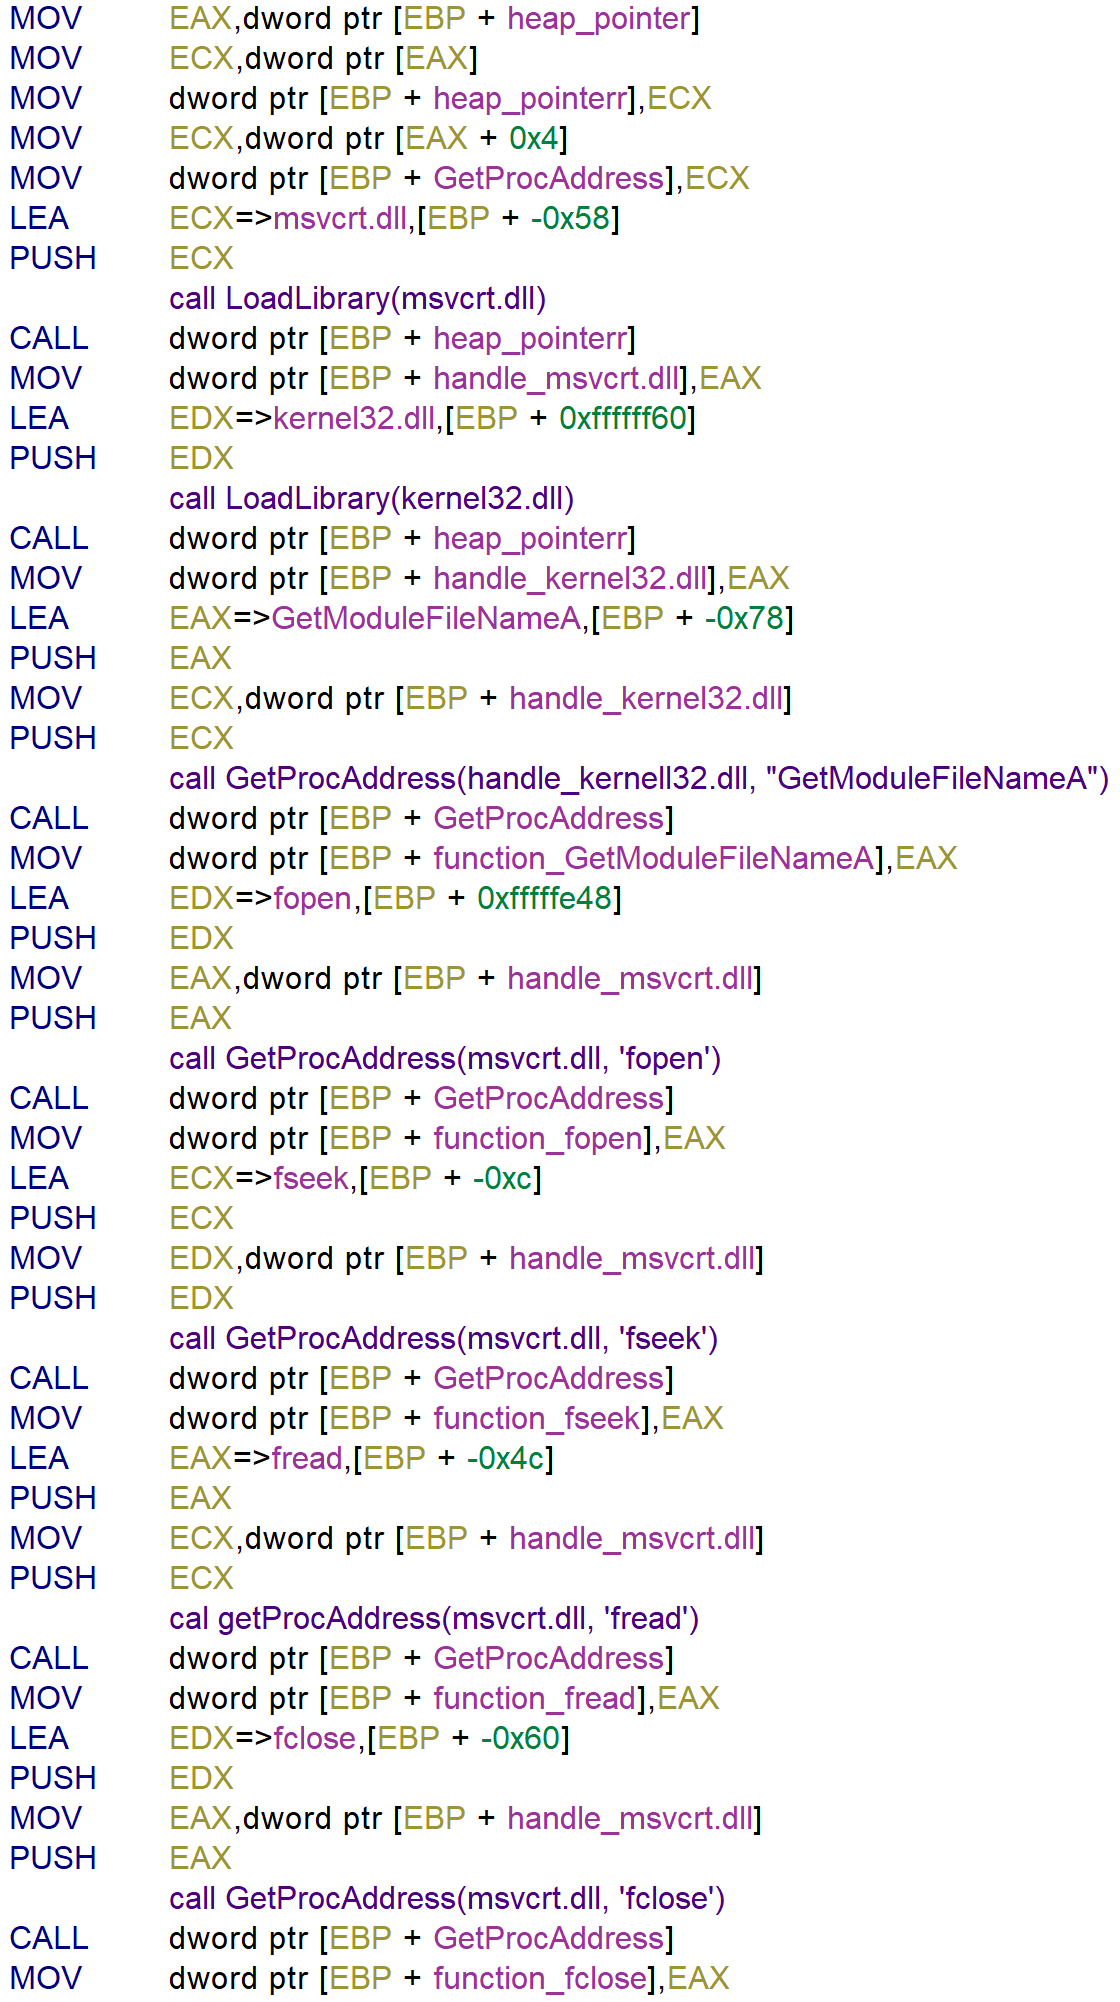 MOV EAX,dword ptr [EBP + heap_pointer]
MOV ECX,dword ptr [EAX]
MOV dword ptr [EBP + heap_pointerr],ECX
MOV ECX,dword ptr [EAX + 0x4]
MOV dword ptr [EBP + GetProcAddress],ECX
LEA ECX=>msvcrt.dll,[EBP + -0x58]
PUSH ECX
call LoadLibrary(msvcrt.dll)
CALL dword ptr [EBP + heap_pointerr]
MOV dword ptr [EBP + handle_msvcrt.dll],EAX
LEA EDX=>kernel32.dll,[EBP + 0xffffff60]
PUSH EDX
call LoadLibrary(kernel32.dll)
CALL dword ptr [EBP + heap_pointerr]
MOV dword ptr [EBP + handle_kernel32.dll],EAX
LEA EAX=>GetModuleFileNameA,[EBP + -0x78]
PUSH EAX
MOV ECX,dword ptr [EBP + handle_kernel32.dll]
PUSH ECX
call GetProcAddress(handle_kernell32.dll, "GetModuleFileNameA")
CALL dword ptr [EBP + GetProcAddress]
MOV dword ptr [EBP + function_GetModuleFileNameA],EAX
LEA EDX=>fopen,[EBP + 0xfffffe48]
PUSH EDX
MOV EAX,dword ptr [EBP + handle_msvcrt.dll]
PUSH EAX
call GetProcAddress(msvcrt.dll, 'fopen')
CALL dword ptr [EBP + GetProcAddress]
MOV dword ptr [EBP + function_fopen],EAX
LEA ECX=>fseek,[EBP + -0xc]
PUSH ECX
MOV EDX,dword ptr [EBP + handle_msvcrt.dll]
PUSH EDX
call GetProcAddress(msvcrt.dll, 'fseek')
CALL dword ptr [EBP + GetProcAddress]
MOV dword ptr [EBP + function_fseek],EAX
LEA EAX=>fread,[EBP + -0x4c]
PUSH EAX
MOV ECX,dword ptr [EBP + handle_msvcrt.dll]
PUSH ECX
cal getProcAddress(msvcrt.dll, 'fread')
CALL dword ptr [EBP + GetProcAddress]
MOV dword ptr [EBP + function_fread],EAX
LEA EDX=>fclose,[EBP + -0x60]
PUSH EDX
MOV EAX,dword ptr [EBP + handle_msvcrt.dll]
PUSH EAX
call GetProcAddress(msvcrt.dll, 'fclose')
CALL dword ptr [EBP + GetProcAddress]
MOV dword ptr [EBP + function_fclose],EAX